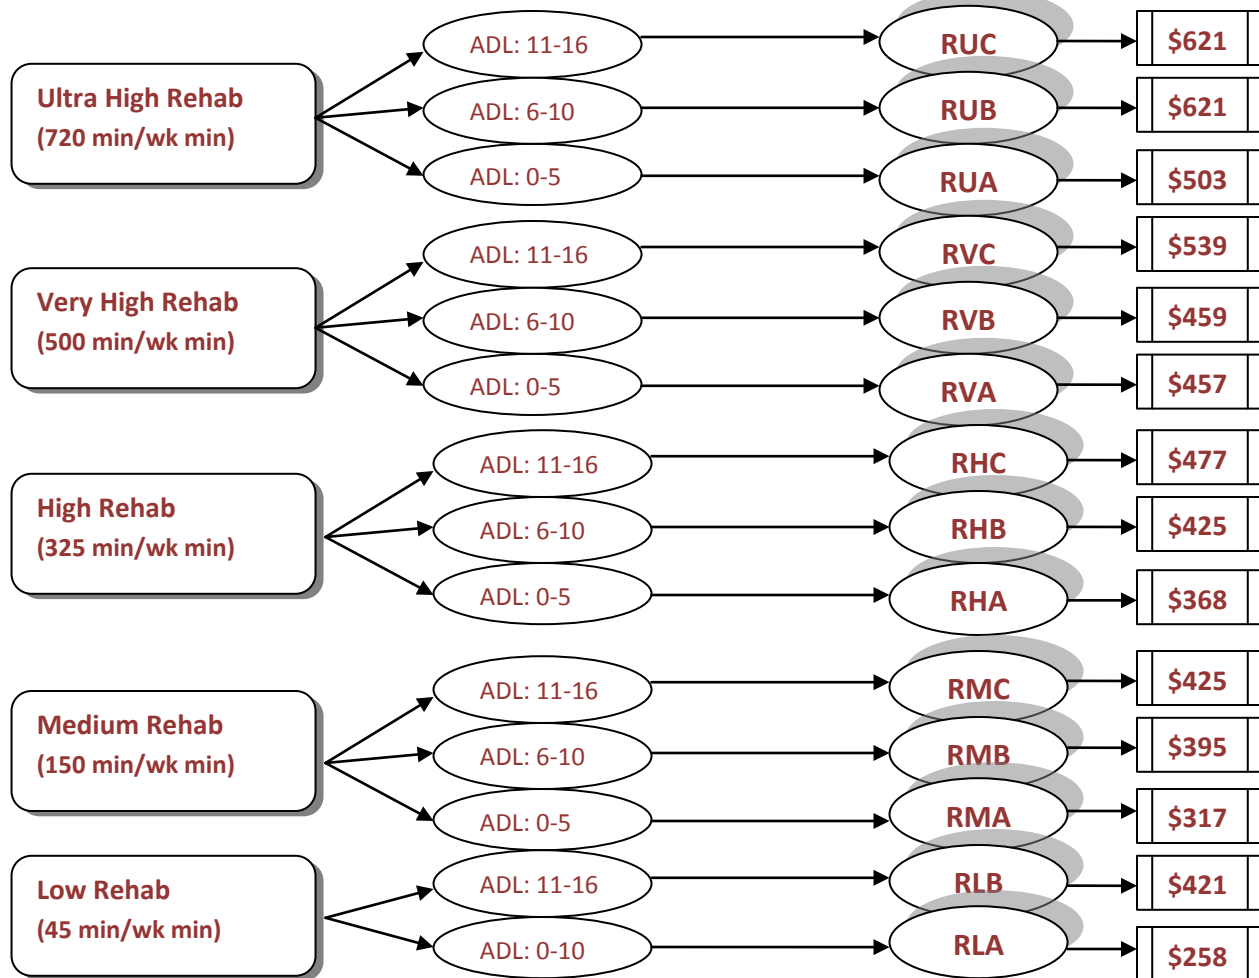 ADL: 11-16
RUC
$621
Ultra High Rehab
(720 min/wk min)
ADL: 6-10
RUB
$621
ADL: 0-5
RUA
$503
ADL: 11-16
RVC
$539
Very High Rehab
(500 min/wk min)
ADL: 6-10
RVB
$459
ADL: 0-5
RVA
$457
ADL: 11-16
RHC
$477
High Rehab
(325 min/wk min)
ADL: 6-10
RHB
$425
ADL: 0-5
RHA
$368
ADL: 11-16
RMC
$425
Medium Rehab
(150 min/wk min)
ADL: 6-10
RMB
$395
ADL: 0-5
RMA
$317
Low Rehab
(45 min/wk min)
ADL: 11-16
RLB
$421
ADL: 0-10
RLA
$258